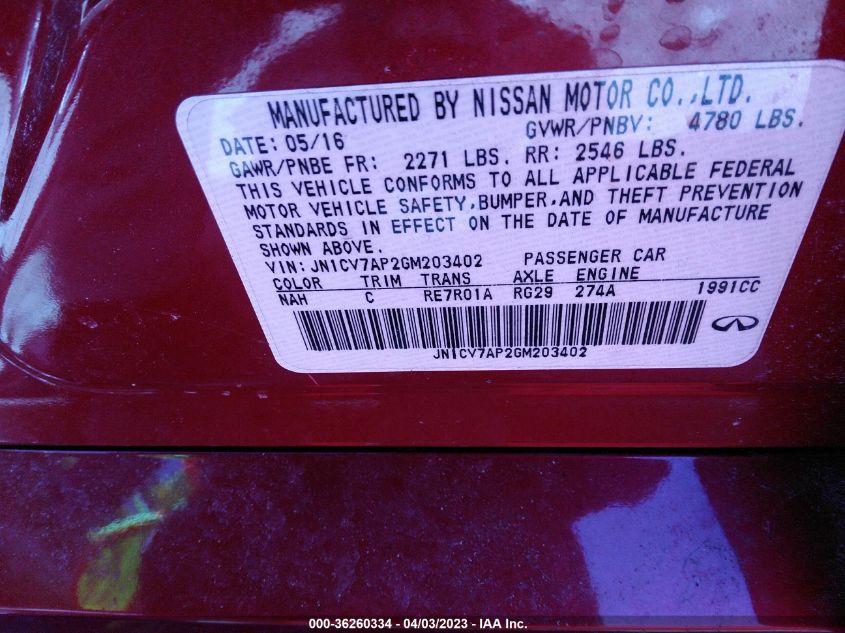 MANUFACTURED BY NISSAN MOTOR CO.,LTD.
DATE: 05/16 GVWR/PNBV: 4780 LBS.
GAWR/PNBE FR: 2271 LBS. RR: 2546 LBS.
THIS VEHICLE CONFORMS TO ALL APPLICABLE FEDERAL
MOTOR VEHICLE SAFETY,BUMPER,AND THEFT PREVENTION
STANDARDS IN EFFECT ON THE DATE OF MANUFACTURE
SHOWN ABOVE.
VIN: JN1CV7AP2GM203402 PASSENGER CAR
COLOR TRIM TRANS AXLE ENGINE
NAH C RE7R01A RG29 274A 1991CC
JN1CV7AP2GM203402
000-36260334 - 04/03/2023 - IAA Inc.